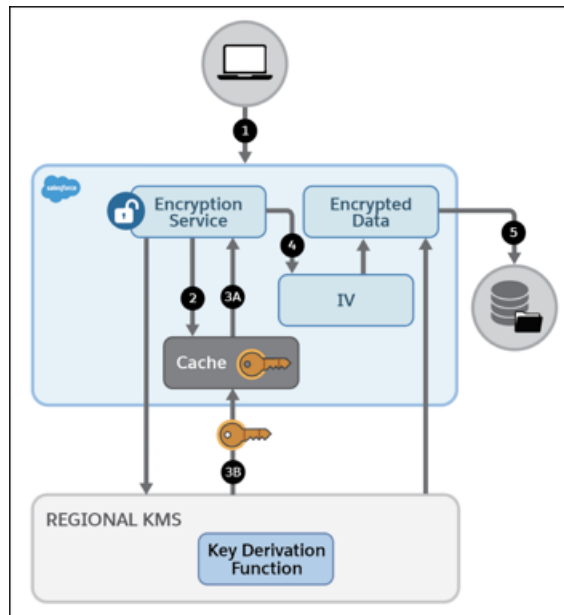 1
salesforce
Encryption
Service
Encrypted
Data
4
5
2
3A
IV
Cache
3B
REGIONAL KMS
Key Derivation
Function